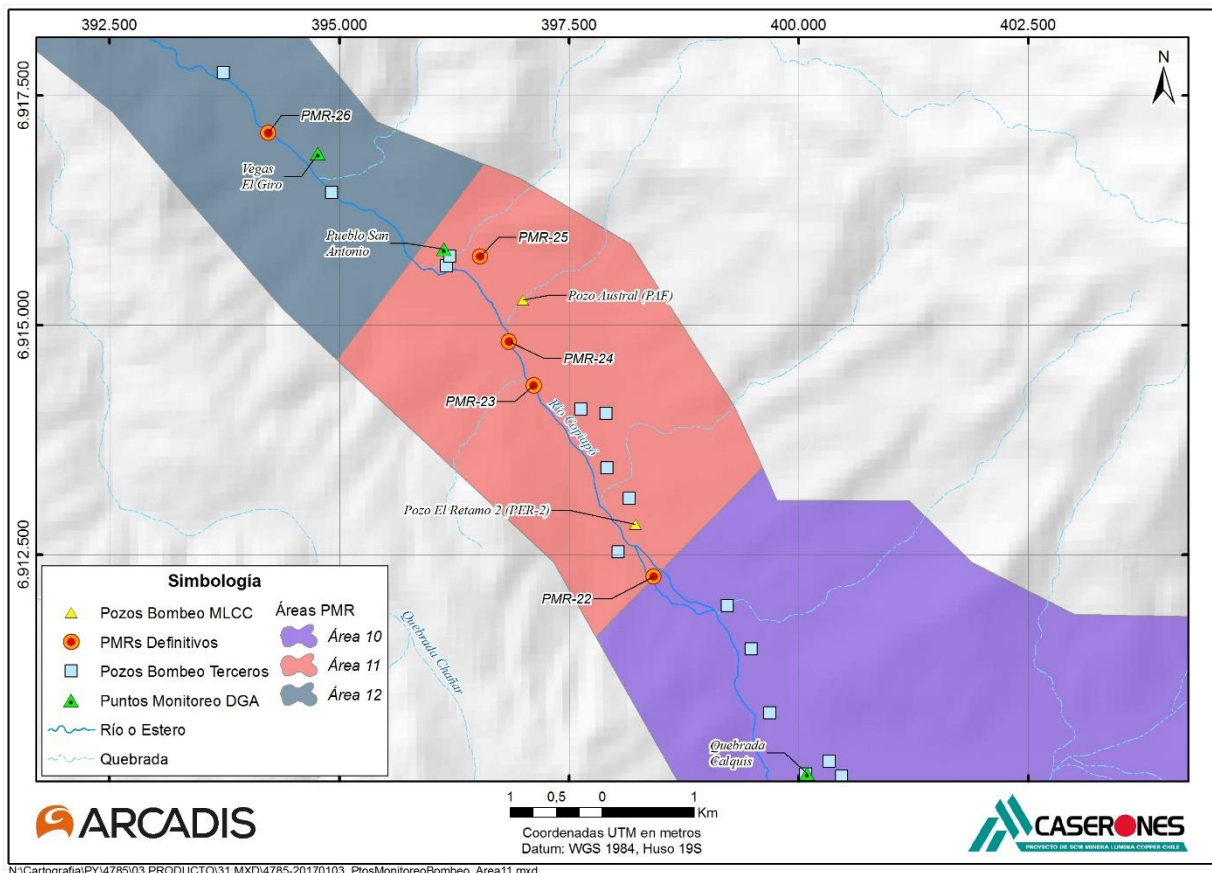 392.500 395.000 397.500 400.000 402.500
N
6.917.500
6.915.000
6.912.500
PMR-26
Vegas
El Giro
Pueblo San
Antonio
PMR-25
Pozo Austral (PAF)
PMR-24
PMR-23
Río Copiapó
Pozo El Retamo 2 (PER-2)
PMR-22
Quebrada Chañar
Quebrada
Calquis
Simbología
Pozos Bombeo MLCC
PMRs Definitivos
Pozos Bombeo Terceros
Puntos Monitoreo DGA
Río o Estero
Quebrada
Áreas PMR
Área 10
Área 11
Área 12
ARCADIS
1 0,5 0 1
Km
Coordenadas UTM en metros
Datum: WGS 1984, Huso 19S
CASERONES
PROYECTO DE SCM MINERA LUMINA COPPER CHILE
N:\Cartografia\PY\4785\03 PRODUCTO\31 MXD\4785-20170103_PtosMonitoreoBombeo_Area11.mxd